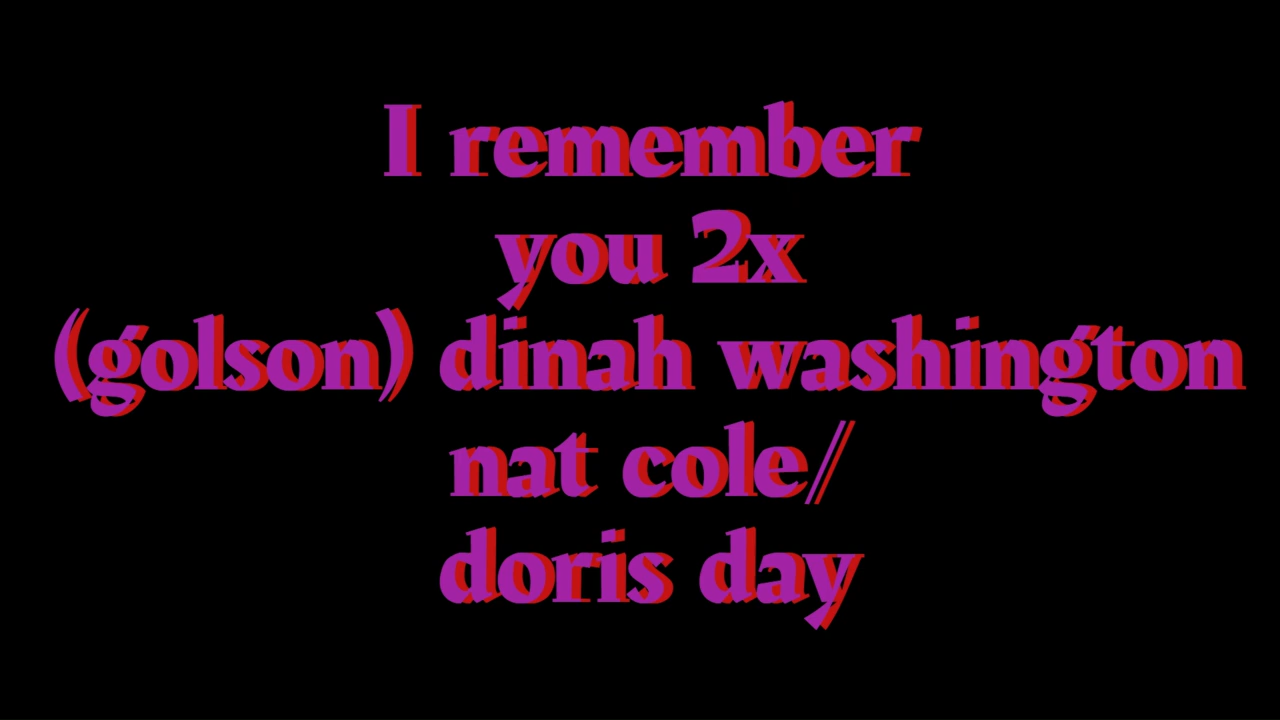 I remember
you 2x
(golson) dinah washington
nat cole/
doris day